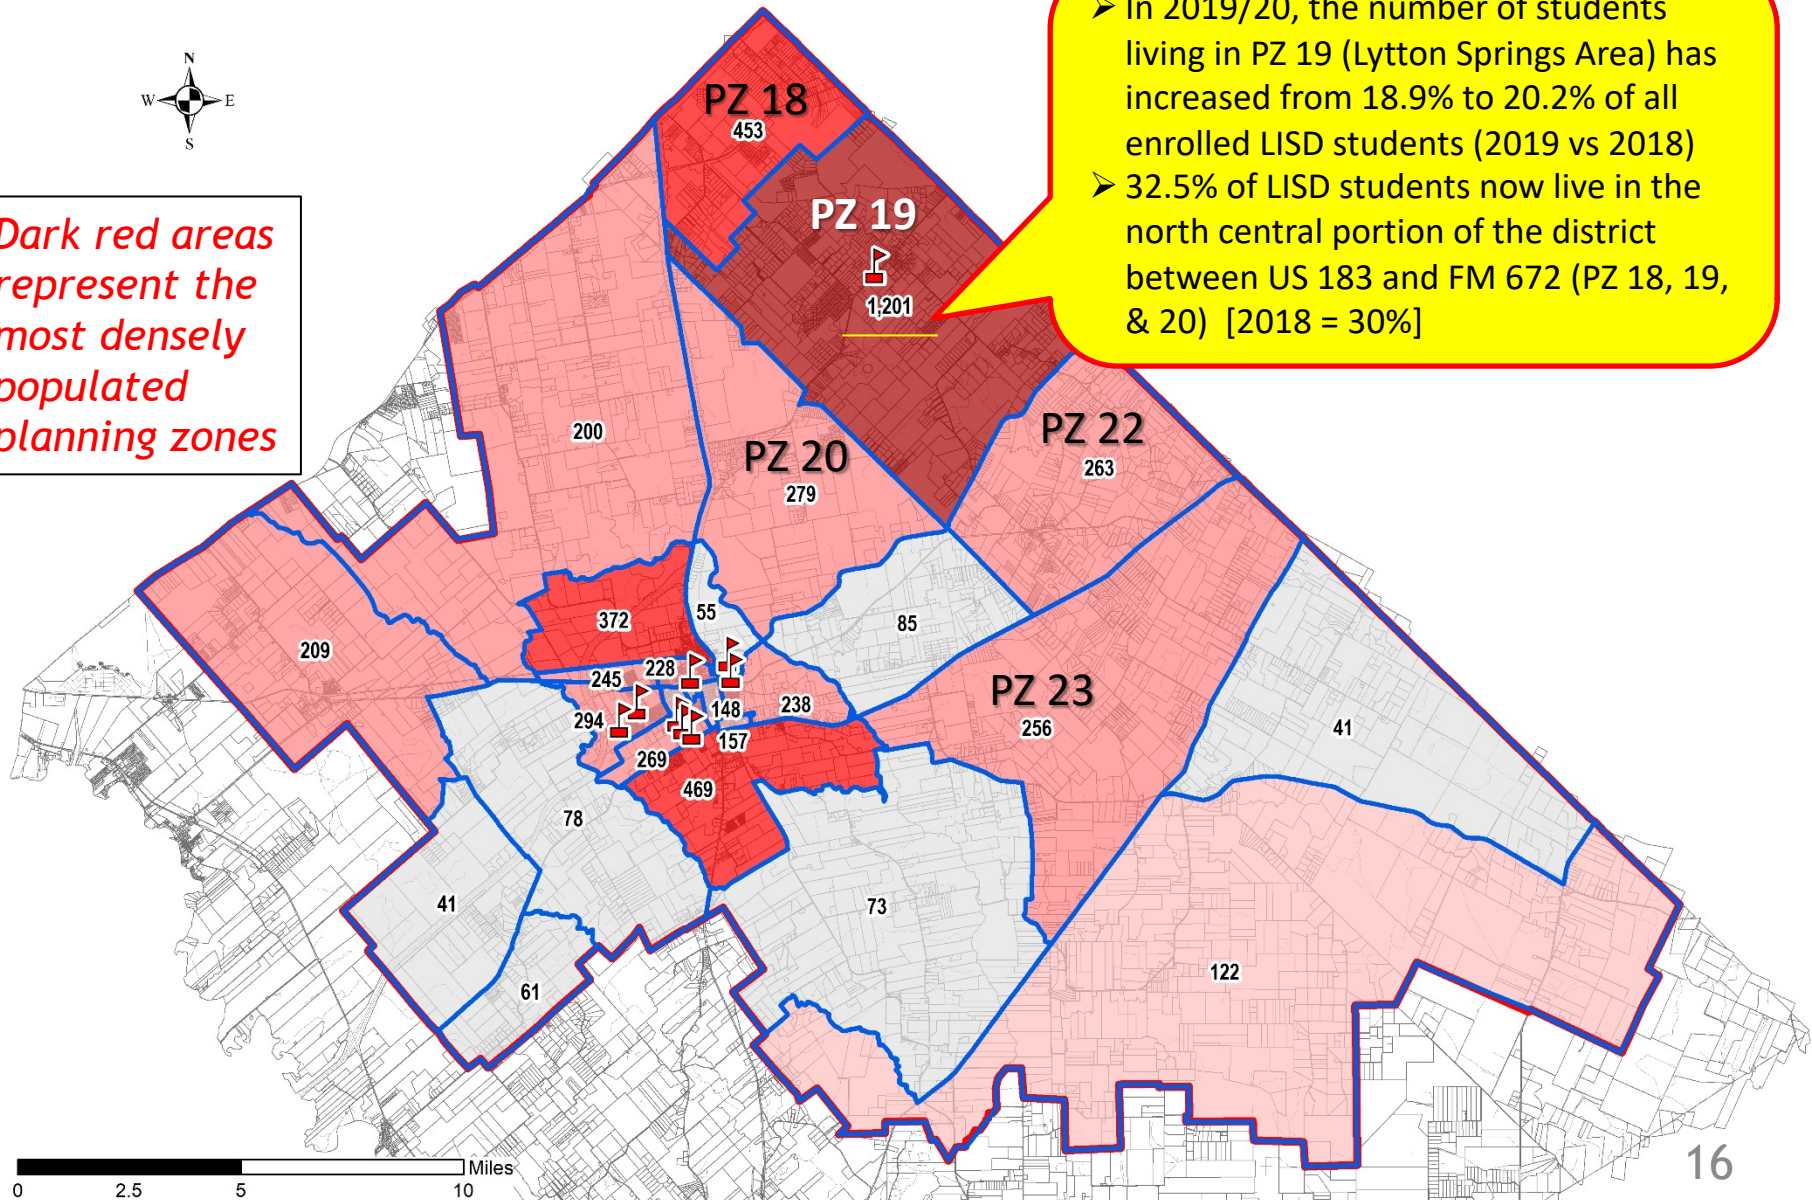 ➢ In 2019/20, the number of students
living in PZ 19 (Lytton Springs Area) has
increased from 18.9% to 20.2% of all
enrolled LISD students (2019 vs 2018)
➢ 32.5% of LISD students now live in the
north central portion of the district
between US 183 and FM 672 (PZ 18, 19,
& 20) [2018 = 30%]
N
W E
S
Dark red areas
represent the
most densely
populated
planning zones
PZ 18
453
PZ 19
1,201
200
PZ 20
279
PZ 22
263
372
55
85
209
245
228
294
148
238
PZ 23
256
41
157
269
469
78
41
73
61
122
Miles
0 2.5 5 10
16